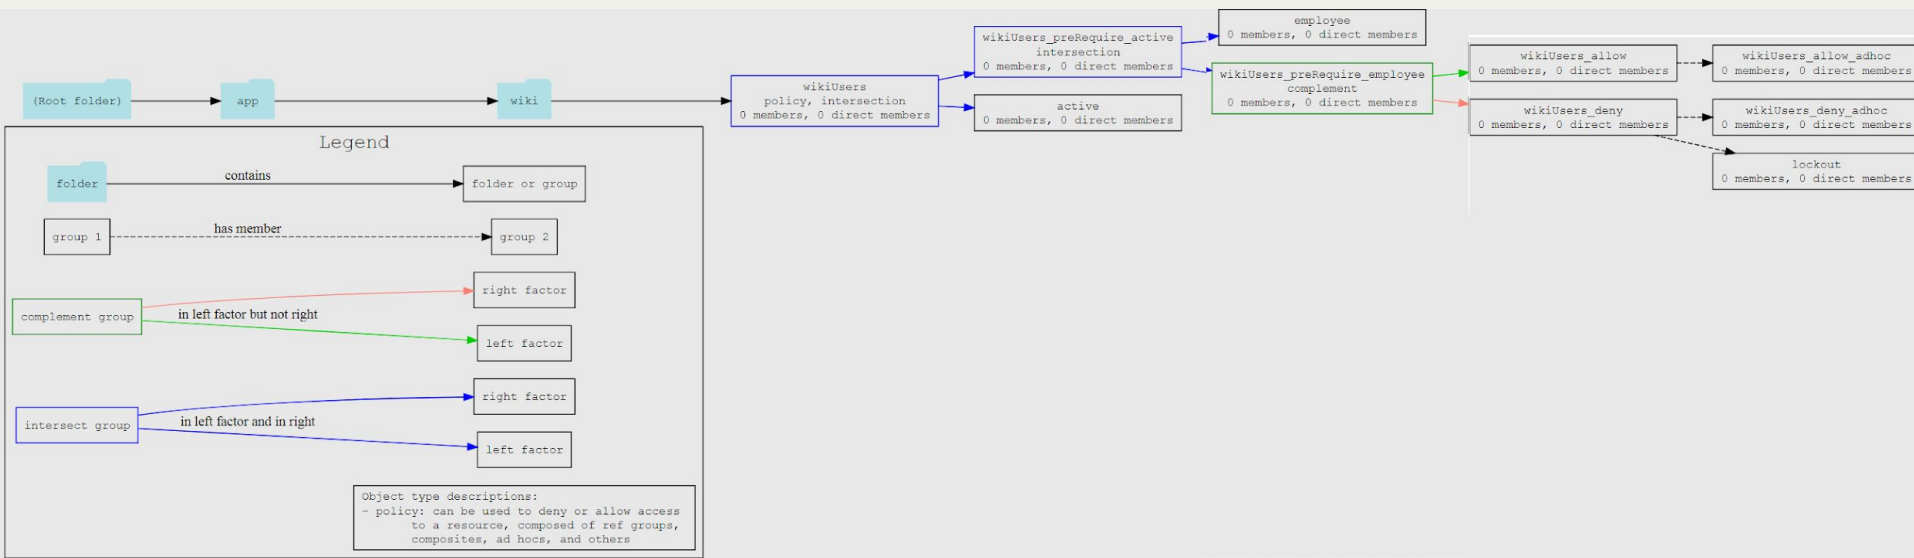 (Root folder)
app
wiki
wikiUsers
policy, intersection
0 members, 0 direct members
wikiUsers_preRequire_active
intersection
0 members, 0 direct members
active
0 members, 0 direct members
employee
0 members, 0 direct members
wikiUsers_preRequire_employee
complement
0 members, 0 direct members
wikiUsers_allow
0 members, 0 direct members
wikiUsers_deny
0 members, 0 direct members
wikiUsers_allow_adhoc
0 members, 0 direct members
wikiUsers_deny_adhoc
0 members, 0 direct members
lockout
0 members, 0 direct members
Legend
folder
contains
folder or group
group 1
has member
group 2
complement group
in left factor but not right
right factor
left factor
intersect group
in left factor and in right
right factor
left factor
Object type descriptions:
- policy: can be used to deny or allow access
to a resource, composed of ref groups,
composites, ad hocs, and others